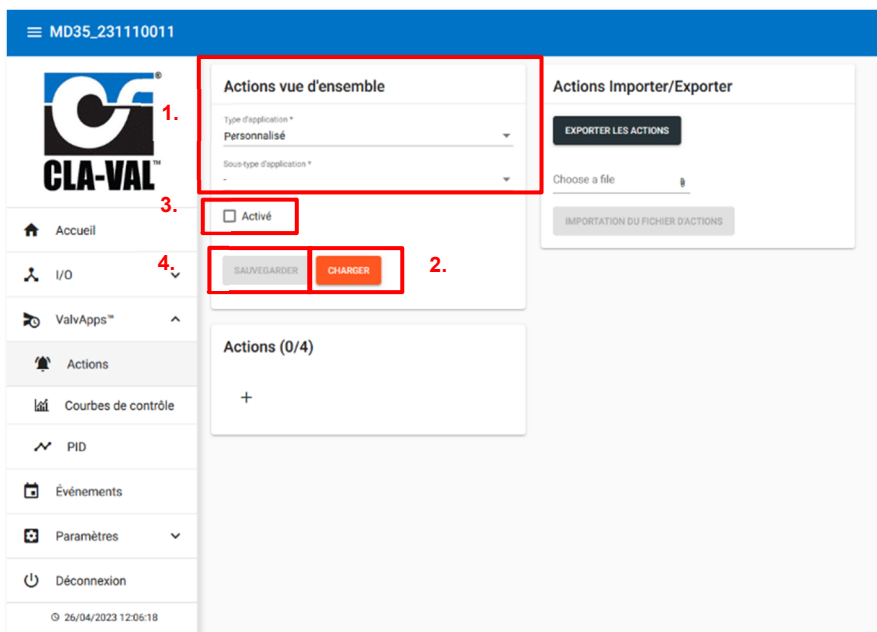 MD35_231110011
CLA-VAL™
®
Accueil
I/O
ValvApps™
Actions
Courbes de contrôle
PID
Événements
Paramètres
Déconnexion
26/04/2023 12:06:18
1.
Actions vue d'ensemble
Type d'application *
Personnalisé
Sous-type d'application *
-
3.
Activé
4.
SAUVEGARDER
CHARGER
2.
Actions (0/4)
+
Actions Importer/Exporter
EXPORTER LES ACTIONS
Choose a file
IMPORTATION DU FICHIER D'ACTIONS